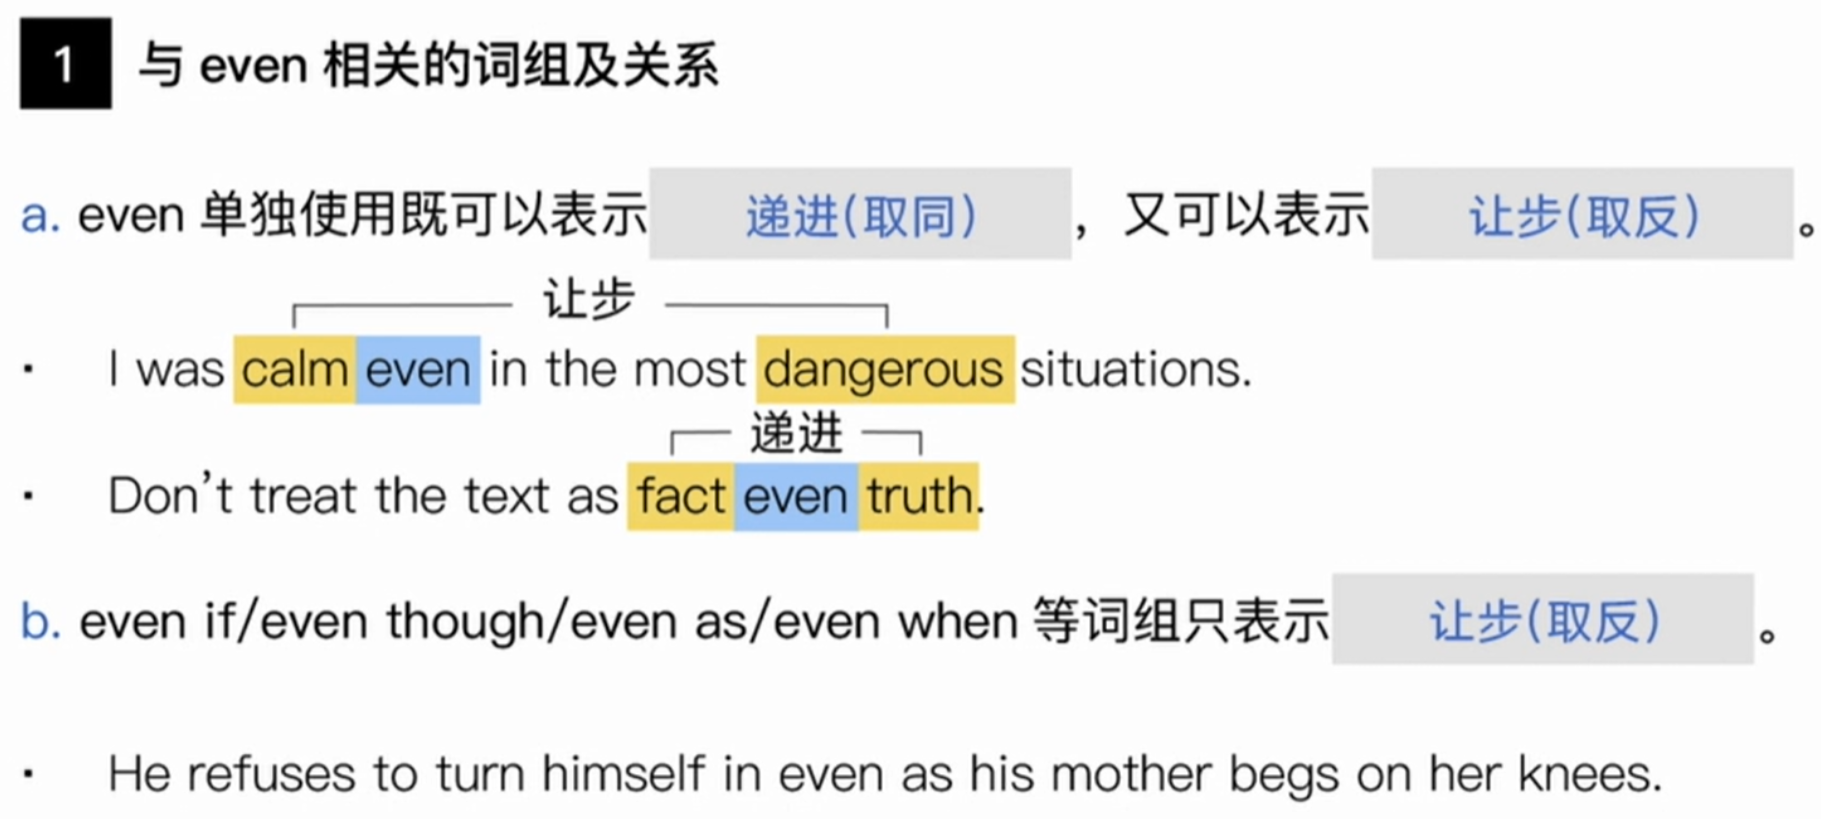 1 与 even 相关的词组及关系
a. even 单独使用既可以表示 递进(取同) ，又可以表示 让步(取反) 。
让步
· I was calm even in the most dangerous situations.
递进
· Don't treat the text as fact even truth.
b. even if/even though/even as/even when 等词组只表示 让步(取反) 。
· He refuses to turn himself in even as his mother begs on her knees.